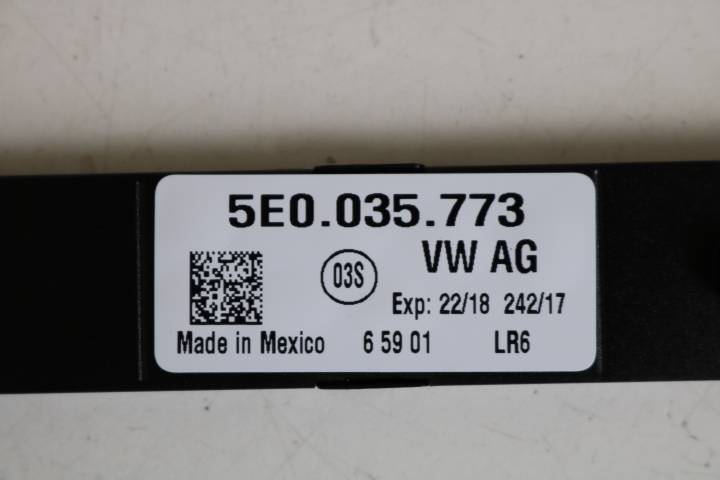 5E0.035.773
VW AG
03S
Exp: 22/18 242/17
Made in Mexico 6 59 01 LR6